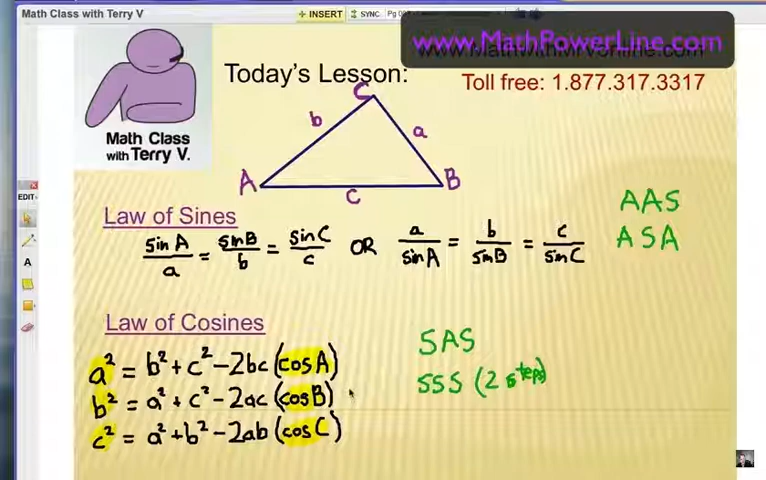 Math Class with Terry V
INSERT
SYNC
www.MathPowerLine.com
Today's Lesson:
Toll free: 1.877.317.3317
Math Class
with Terry V.
C
b
a
A
B
c
EDIT
A
Law of Sines
AAS
ASA
sinA/a = sinB/b = sinC/c OR a/sinA = b/sinB = c/sinC
Law of Cosines
a² = b² + c² - 2bc (cosA)
b² = a² + c² - 2ac (cosB)
c² = a² + b² - 2ab (cosC)
SAS
SSS (2 steps)